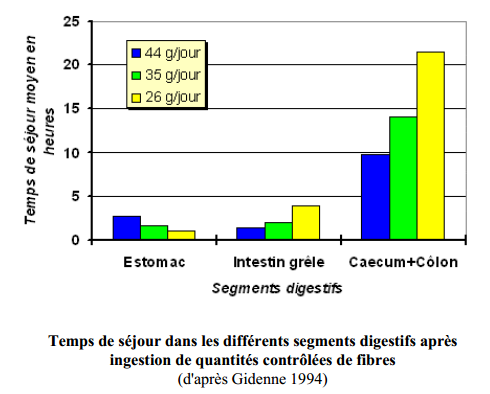 Temps de séjour moyen en
heures
25
20
15
10
5
0
44 g/jour
35 g/jour
26 g/jour
Estomac
Intestin grêle
Caecum+Côlon
Segments digestifs
Temps de séjour dans les différents segments digestifs après
ingestion de quantités contrôlées de fibres
(d'après Gidenne 1994)